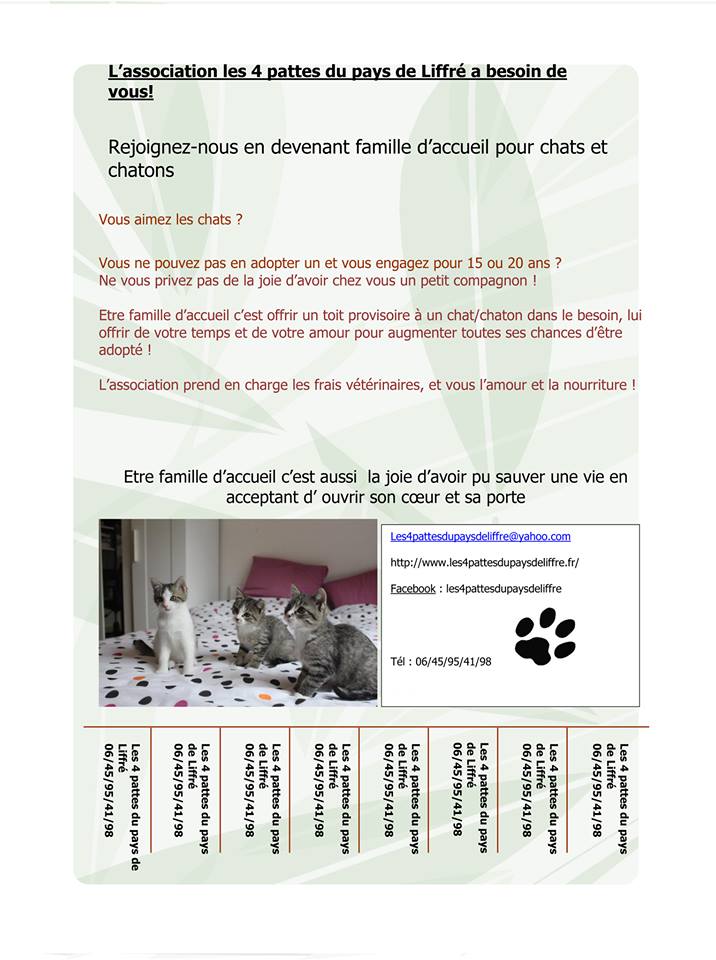 L'association les 4 pattes du pays de Liffré a besoin de
vous!
Rejoignez-nous en devenant famille d'accueil pour chats et
chatons
Vous aimez les chats ?
Vous ne pouvez pas en adopter un et vous engagez pour 15 ou 20 ans ?
Ne vous privez pas de la joie d'avoir chez vous un petit compagnon !
Etre famille d'accueil c'est offrir un toit provisoire à un chat/chaton dans le besoin, lui
offrir de votre temps et de votre amour pour augmenter toutes ses chances d'être
adopté !
L'association prend en charge les frais vétérinaires, et vous l'amour et la nourriture !
Etre famille d'accueil c'est aussi  la joie d'avoir pu sauver une vie en
acceptant d' ouvrir son cœur et sa porte
Les4pattesdupaysdeliffre@yahoo.com
http://www.les4pattesdupaysdeliffre.fr/
Facebook : les4pattesdupaysdeliffre
Tél : 06/45/95/41/98
Les 4 pattes du pays de
Liffré
06/45/95/41/98
Les 4 pattes du pays
de Liffré
06/45/95/41/98
Les 4 pattes du pays
de Liffré
06/45/95/41/98
Les 4 pattes du pays
de Liffré
06/45/95/41/98
Les 4 pattes du pays
de Liffré
06/45/95/41/98
Les 4 pattes du pays
de Liffré
06/45/95/41/98
Les 4 pattes du pays
de Liffré
06/45/95/41/98
Les 4 pattes du pays
de Liffré
06/45/95/41/98